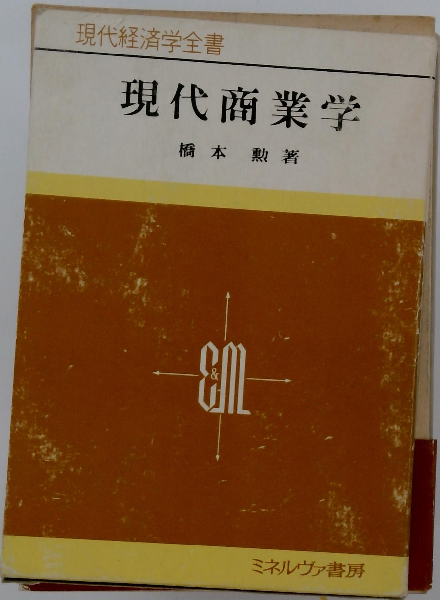 現代経済学全書
現代商業学
橋本 勲 著
E&M
ミネルヴァ書房